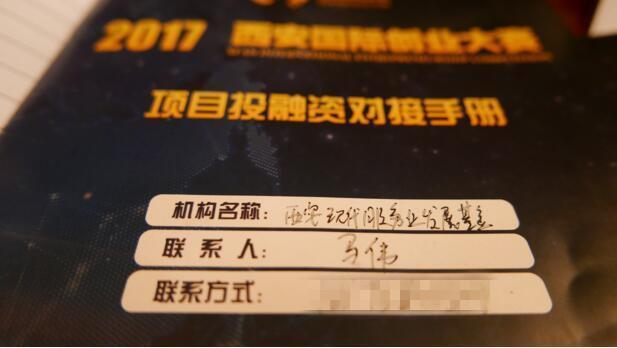 2017 西安国际创业大赛
项目投融资对接手册
机构名称： 西安现代服务业发展基金
联系人： 马伟
联系方式：